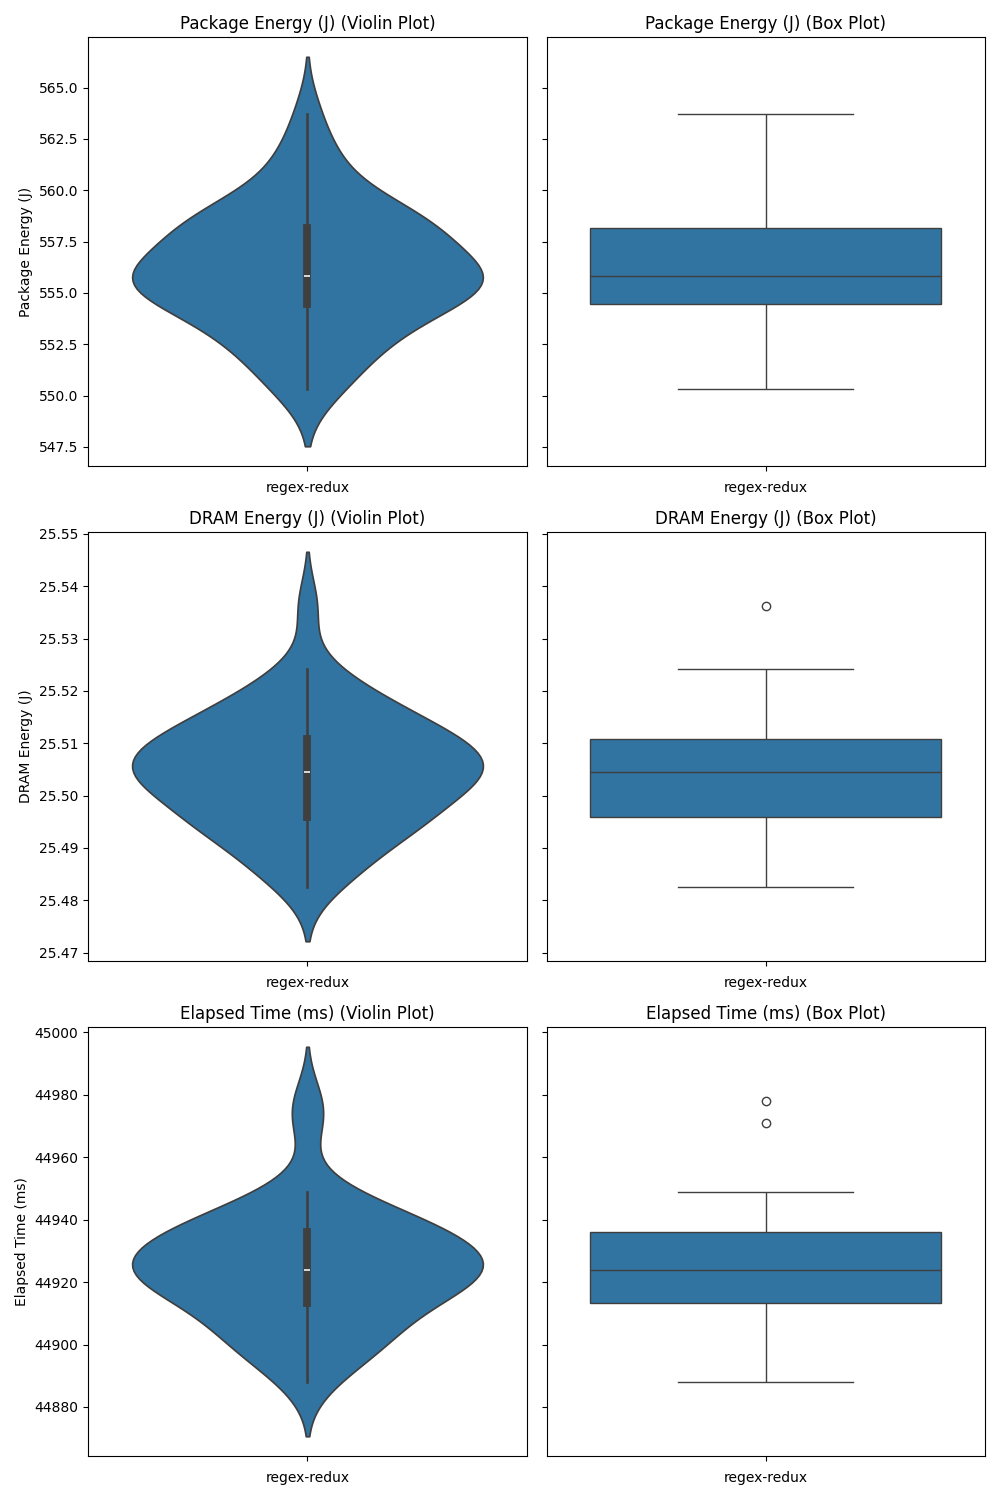 Package Energy (J) (Violin Plot)
Package Energy (J) (Box Plot)
Package Energy (J)
565.0
562.5
560.0
557.5
555.0
552.5
550.0
547.5
regex-redux
regex-redux
DRAM Energy (J) (Violin Plot)
DRAM Energy (J) (Box Plot)
DRAM Energy (J)
25.55
25.54
25.53
25.52
25.51
25.50
25.49
25.48
25.47
regex-redux
regex-redux
Elapsed Time (ms) (Violin Plot)
Elapsed Time (ms) (Box Plot)
Elapsed Time (ms)
45000
44980
44960
44940
44920
44900
44880
regex-redux
regex-redux